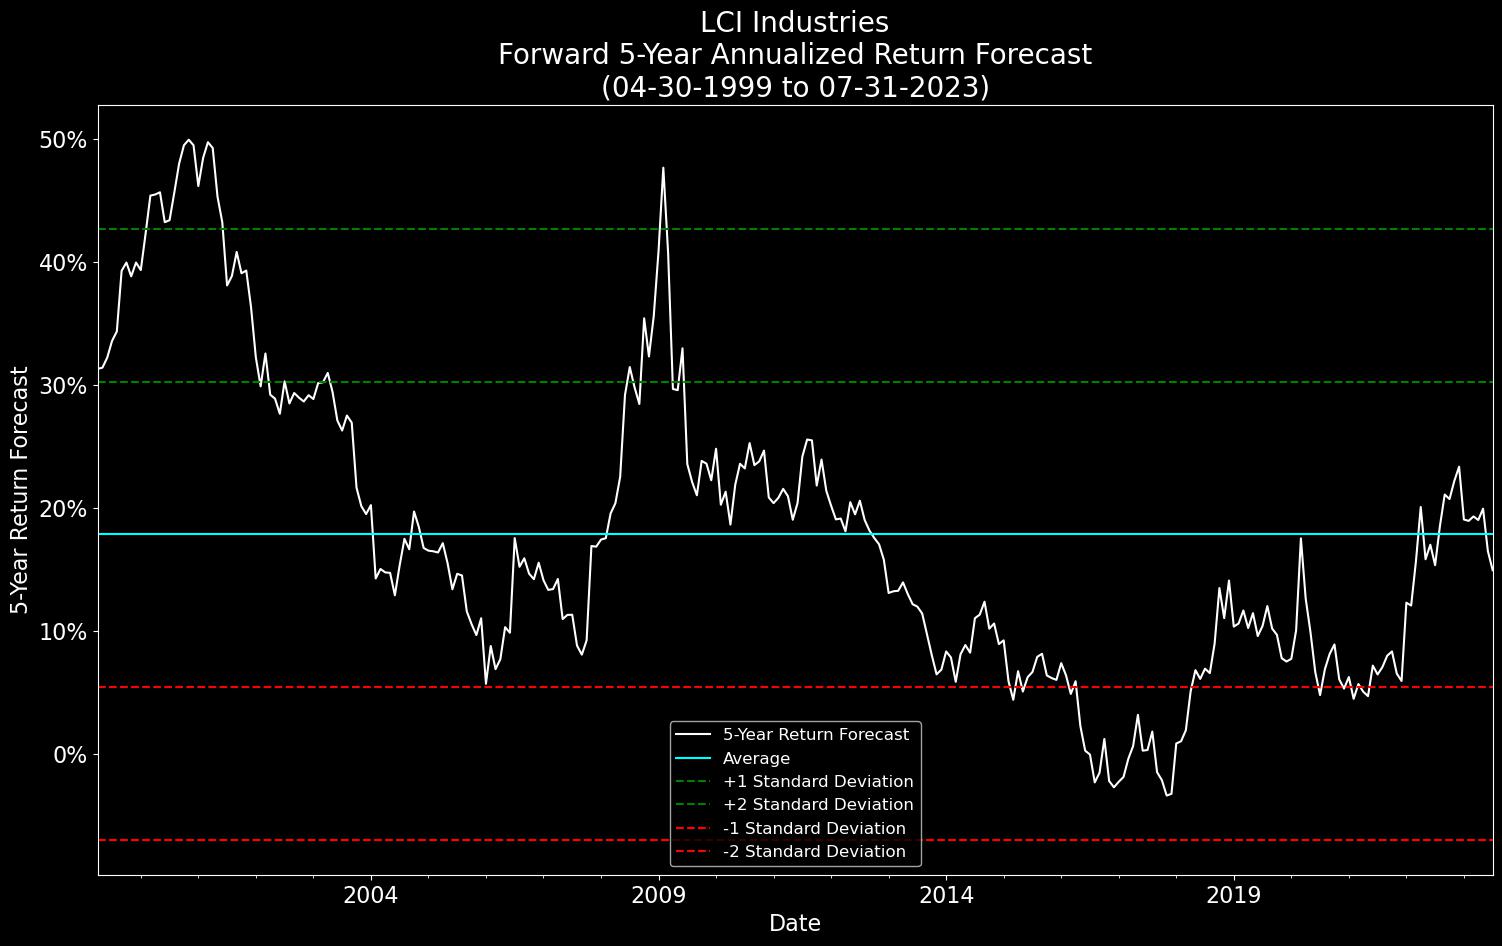 LCI Industries
Forward 5-Year Annualized Return Forecast
(04-30-1999 to 07-31-2023)
50%
40%
30%
20%
10%
0%
5-Year Return Forecast
5-Year Return Forecast
Average
+1 Standard Deviation
+2 Standard Deviation
-1 Standard Deviation
-2 Standard Deviation
2004 2009 2014 2019
Date